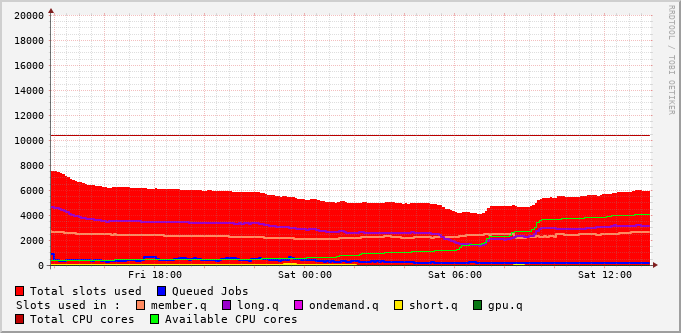 20000
18000
16000
14000
12000
10000
8000
6000
4000
2000
0
Fri 18:00 Sat 00:00 Sat 06:00 Sat 12:00
RRDTOOL / TOBI OETIKER
Total slots used Queued Jobs
Slots used in : member.q long.q ondemand.q short.q gpu.q
Total CPU cores Available CPU cores